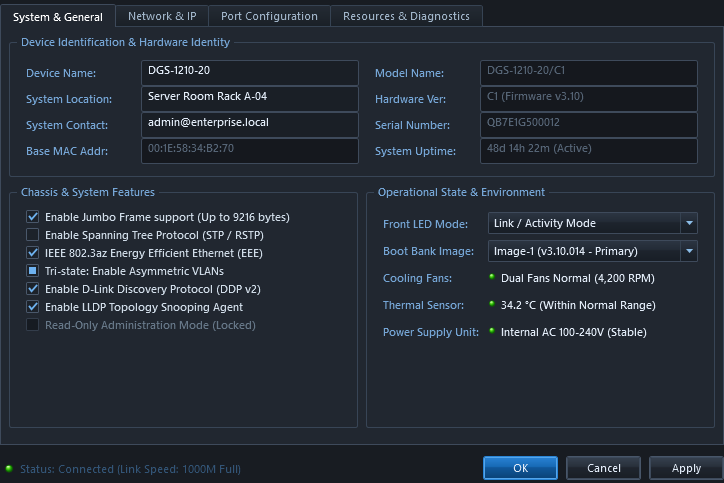 System & General
Network & IP
Port Configuration
Resources & Diagnostics
Device Identification & Hardware Identity
Device Name: DGS-1210-20 Model Name: DGS-1210-20/C1
System Location: Server Room Rack A-04 Hardware Ver: C1 (Firmware v3.10)
System Contact: admin@enterprise.local Serial Number: QB7E1G500012
Base MAC Addr: 00:1E:58:34:B2:70 System Uptime: 48d 14h 22m (Active)
Chassis & System Features
Enable Jumbo Frame support (Up to 9216 bytes)
Enable Spanning Tree Protocol (STP / RSTP)
IEEE 802.3az Energy Efficient Ethernet (EEE)
Tri-state: Enable Asymmetric VLANs
Enable D-Link Discovery Protocol (DDP v2)
Enable LLDP Topology Snooping Agent
Read-Only Administration Mode (Locked)
Operational State & Environment
Front LED Mode: Link / Activity Mode
Boot Bank Image: Image-1 (v3.10.014 - Primary)
Cooling Fans: Dual Fans Normal (4,200 RPM)
Thermal Sensor: 34.2 °C (Within Normal Range)
Power Supply Unit: Internal AC 100-240V (Stable)
Status: Connected (Link Speed: 1000M Full)
OK
Cancel
Apply